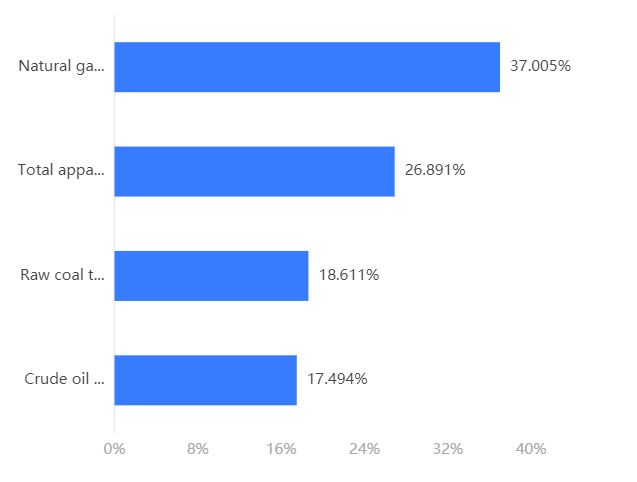 Natural ga... 37.005%
Total appa... 26.891%
Raw coal t... 18.611%
Crude oil ... 17.494%
0% 8% 16% 24% 32% 40%